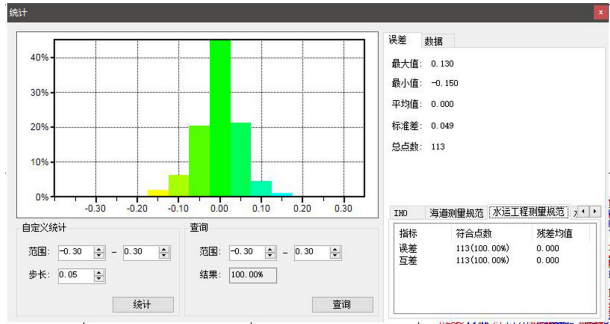 统计
40%
30%
20%
10%
0%
-0.30 -0.20 -0.10 0.00 0.10 0.20 0.30
自定义统计
范围: -0.30 - 0.30
步长: 0.05
统计
查询
范围: -0.30 - 0.30
结果: 100.00%
查询
误差 数据
最大值: 0.130
最小值: -0.150
平均值: 0.000
标准差: 0.049
总点数: 113
IHO 海道测量规范 水运工程测量规范
指标 符合点数 残差均值
误差 113(100.00%) 0.000
互差 113(100.00%) 0.000